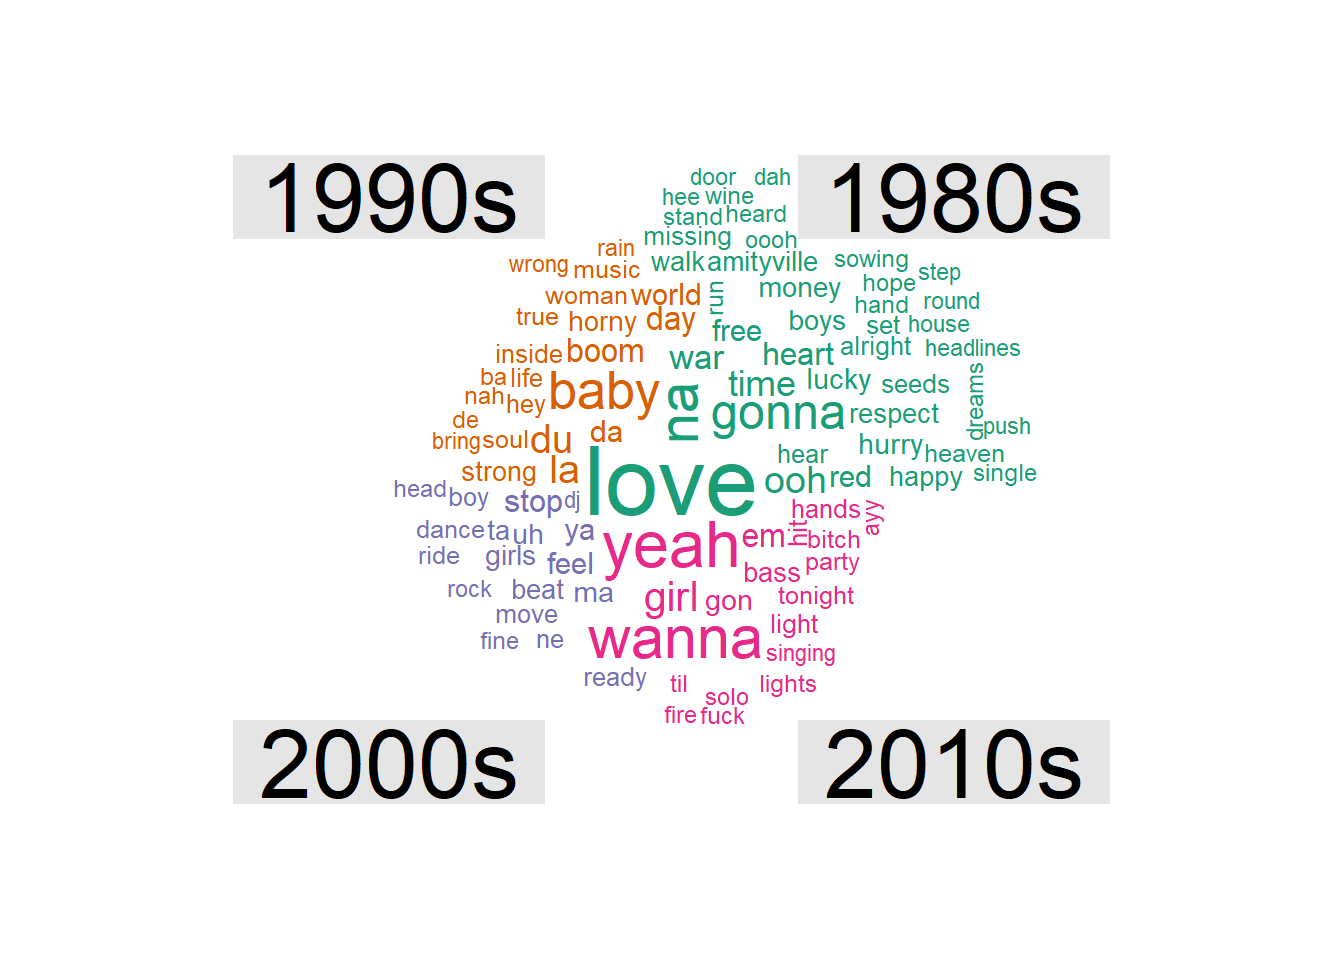 1990s
1980s
door dah
hee wine
stand heard
missing oooh
walk amityville sowing
step
run money hope
hand round
free boys set house
war heart alright headlines
na time lucky seeds dreams
gonna respect push
hear hurry heaven
love ooh red happy single
rain
wrong music
woman world
true horny day
inside boom
ba life baby
nah hey
de
bring soul du da
strong la
head boy stop dj
dance ta uh ya
ride girls feel
rock beat ma
move
fine ne
ready
hands ayy
yeah em hit bitch
bass party
girl gon tonight
wanna light
singing
til lights
solo
fire fuck
2000s
2010s